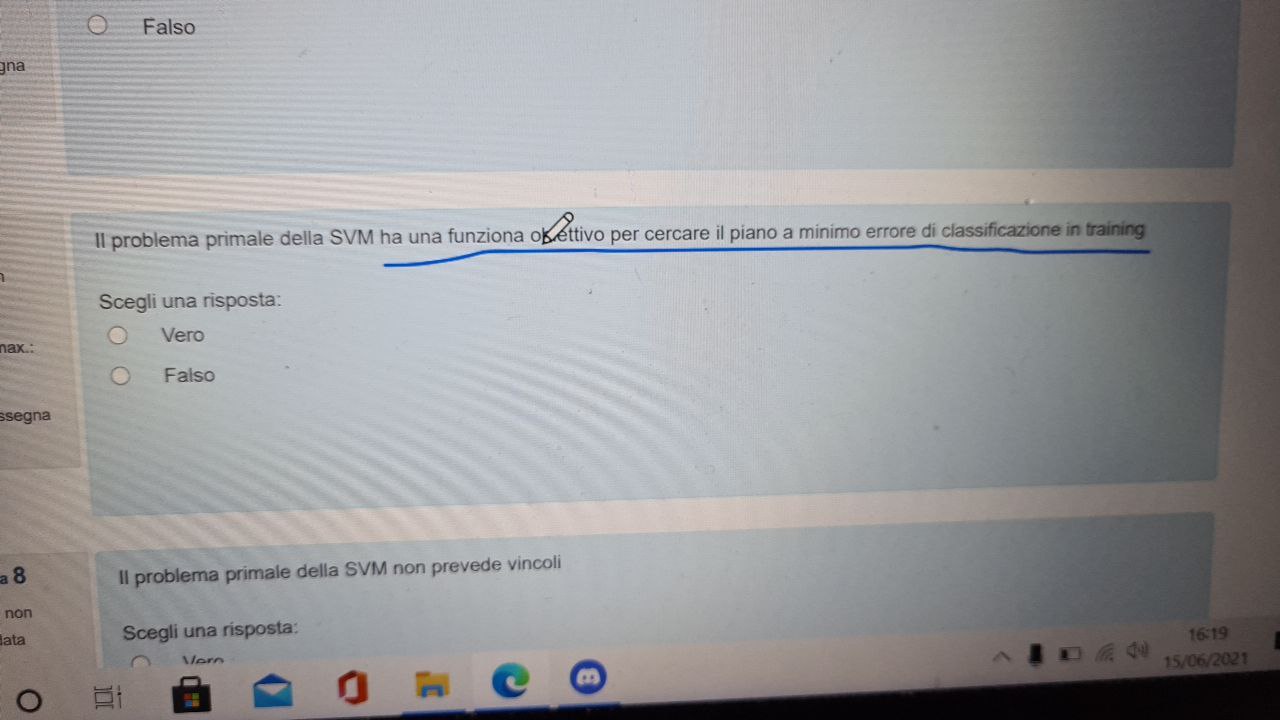 Falso
gna
Il problema primale della SVM ha una funziona obiettivo per cercare il piano a minimo errore di classificazione in training
Scegli una risposta:
Vero
max.:
Falso
ssegna
Il problema primale della SVM non prevede vincoli
a 8
non
data
Scegli una risposta:
Vero
16:19
15/06/2021